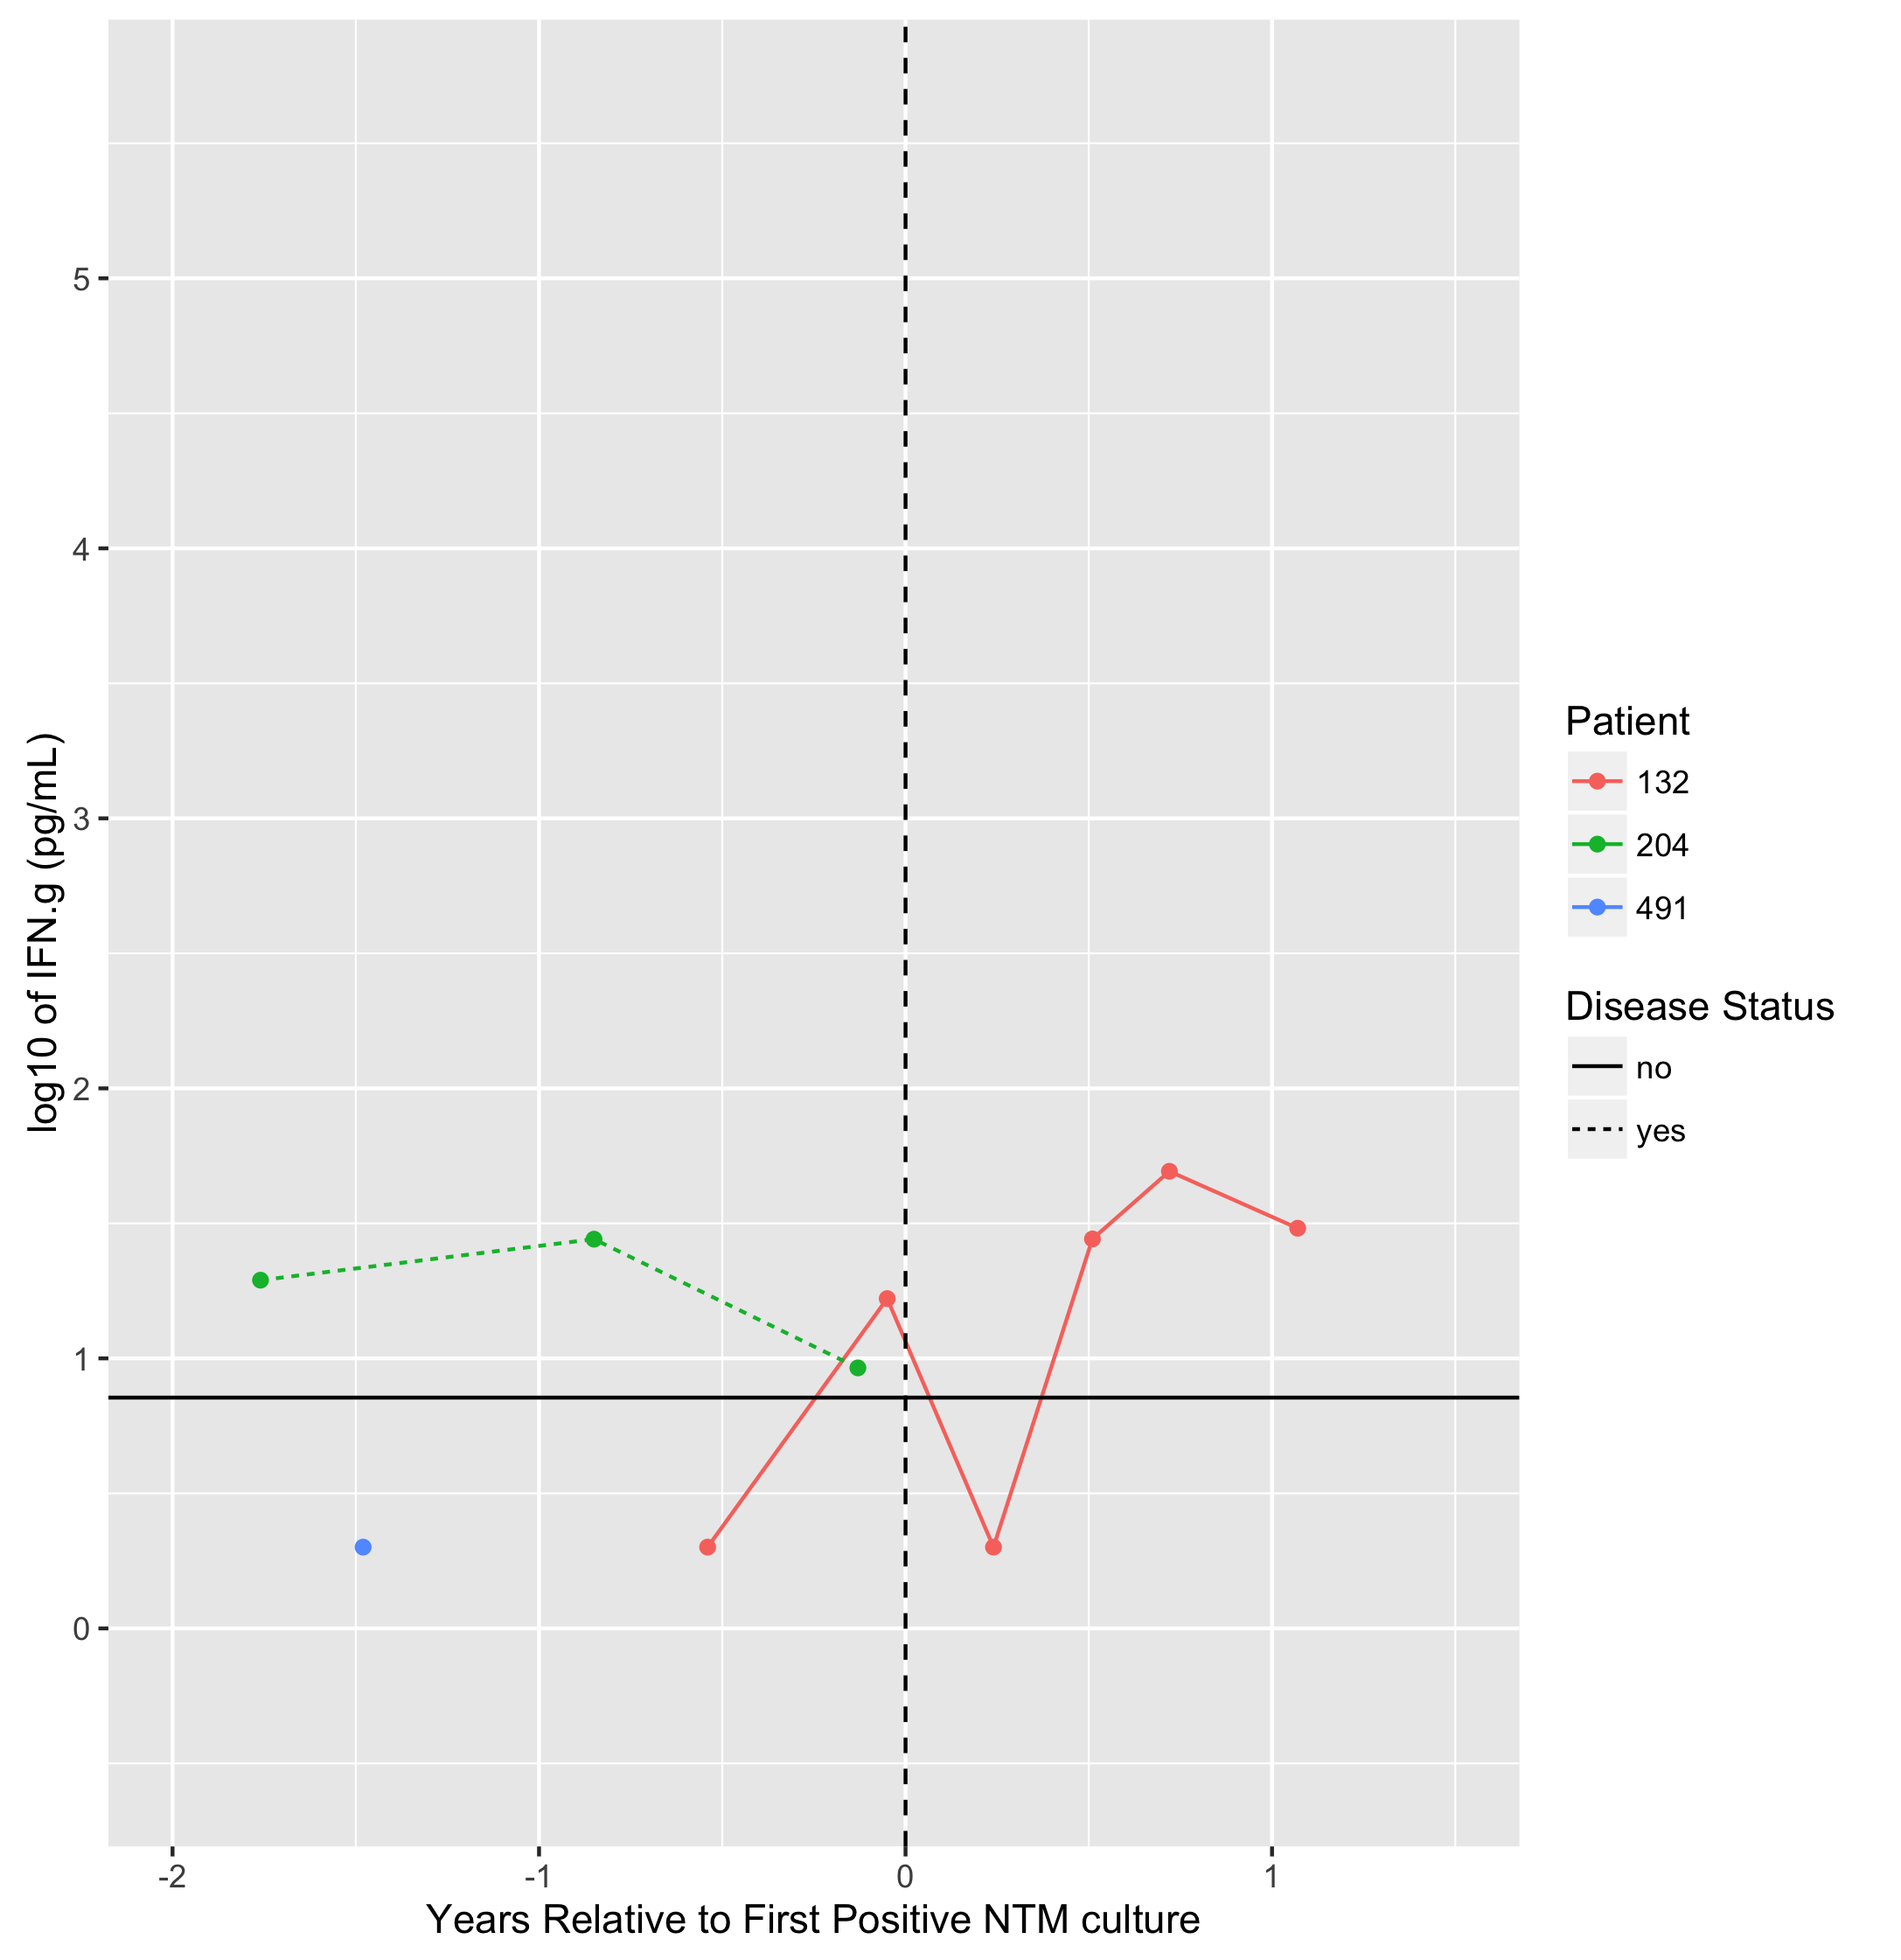 log10 of IFN.g (pg/mL)
5
4
3
2
1
0
-2
-1
0
1
Years Relative to First Positive NTM culture
Patient
132
204
491
Disease Status
no
yes